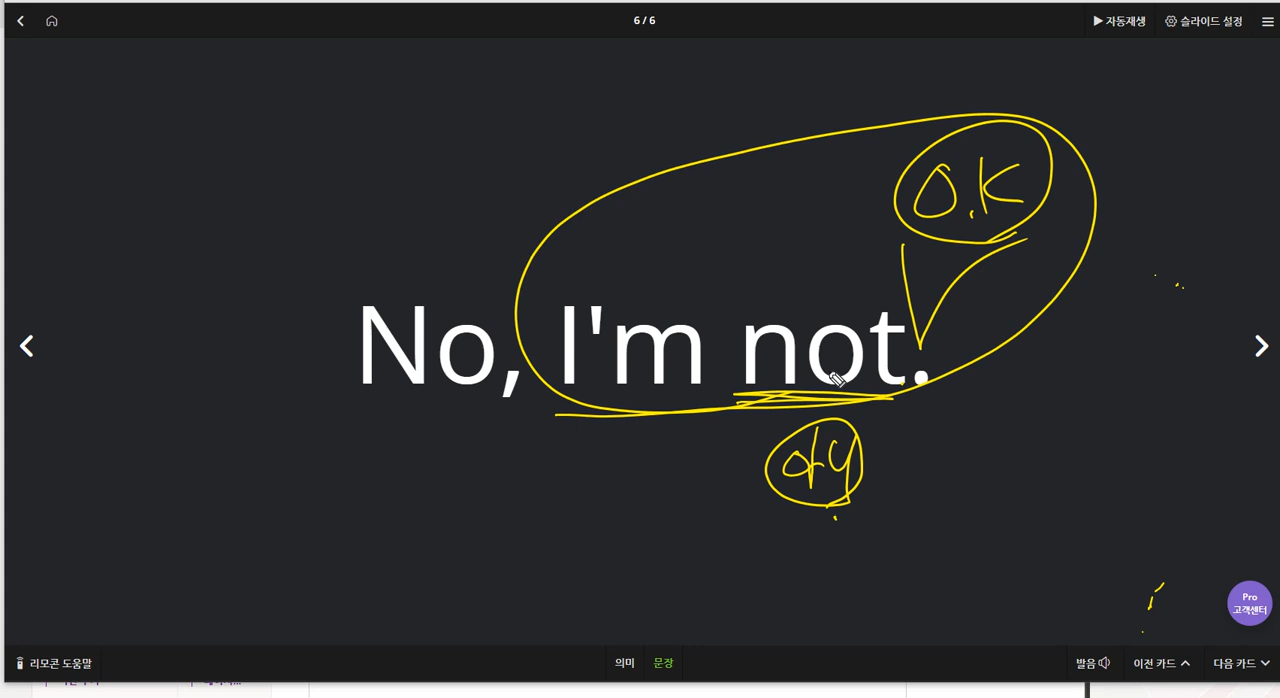 6 / 6
자동재생
슬라이드 설정
O.K
No, I'm not.
Pro
고객센터
리모콘 도움말
의미
문장
발음
이전 카드
다음 카드